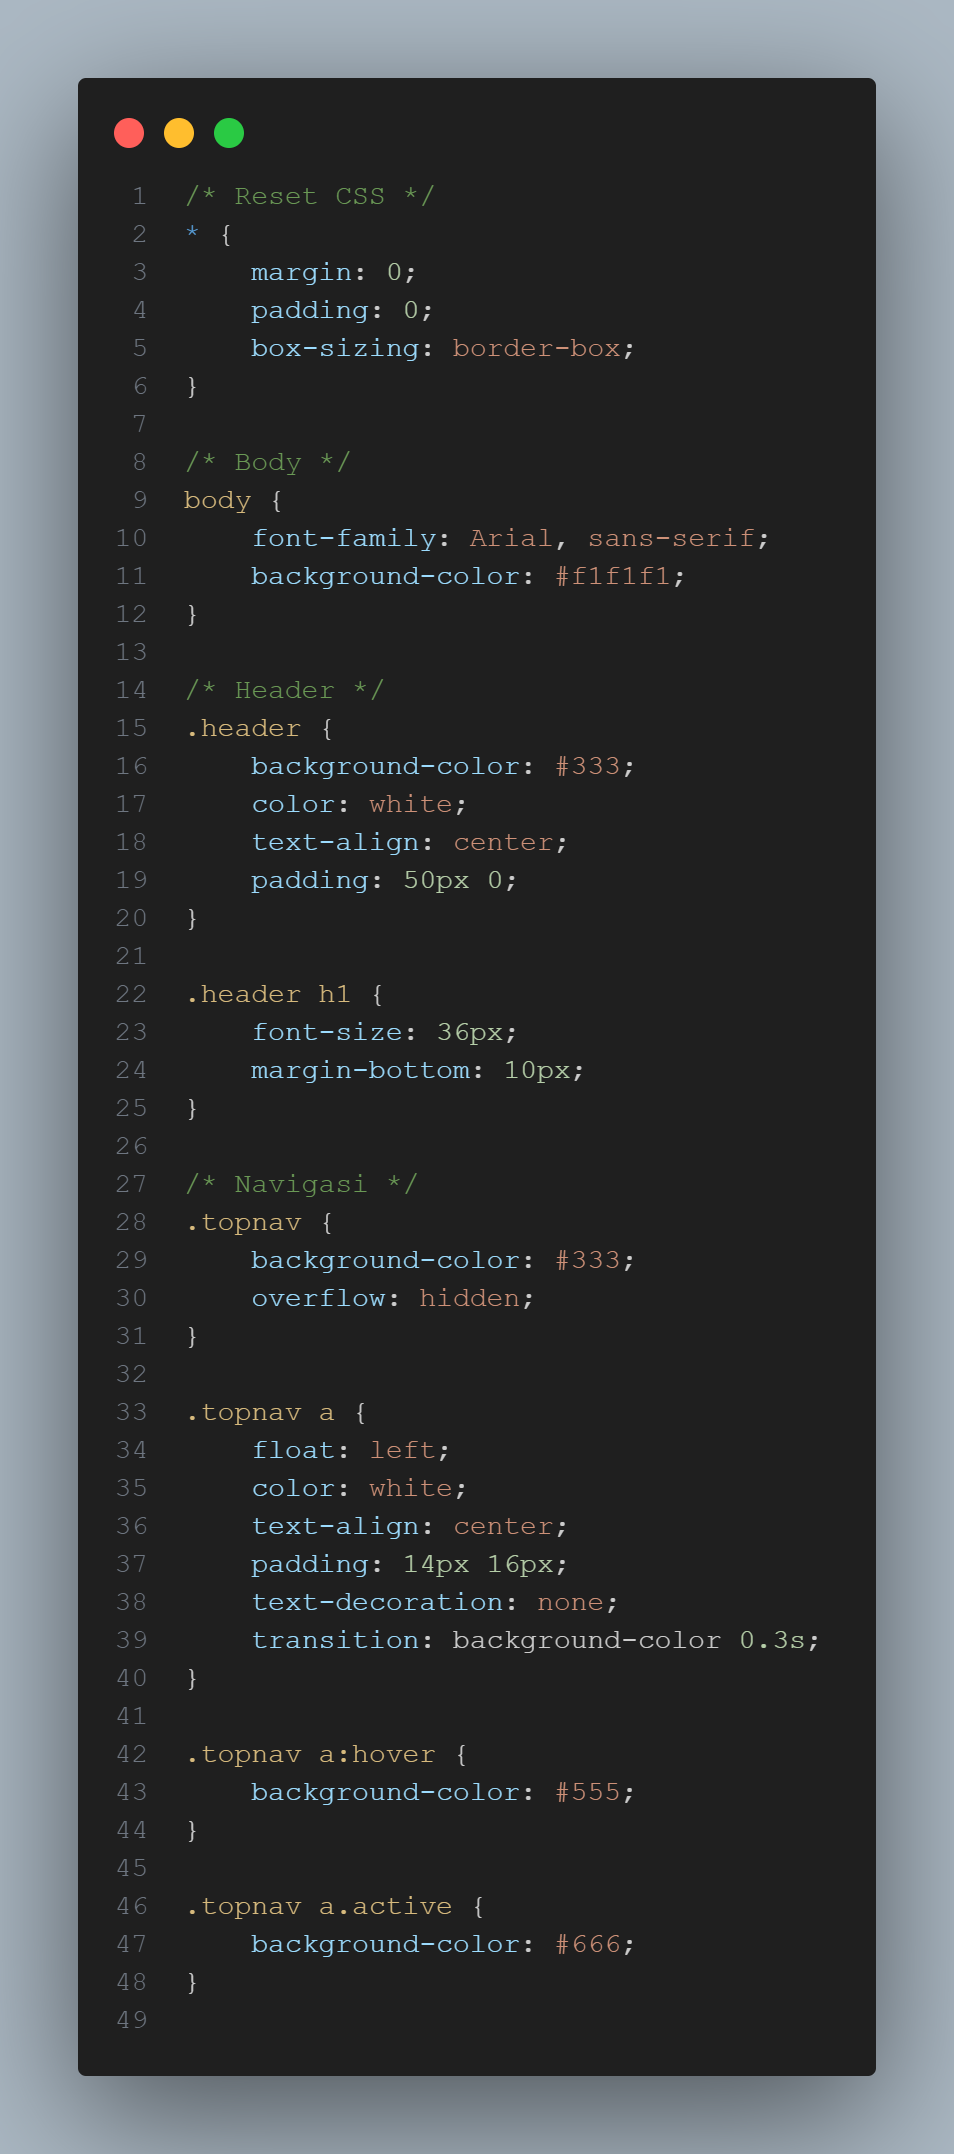 1 /* Reset CSS */
2 * {
3     margin: 0;
4     padding: 0;
5     box-sizing: border-box;
6 }
7
8 /* Body */
9 body {
10     font-family: Arial, sans-serif;
11     background-color: #f1f1f1;
12 }
13
14 /* Header */
15 .header {
16     background-color: #333;
17     color: white;
18     text-align: center;
19     padding: 50px 0;
20 }
21
22 .header h1 {
23     font-size: 36px;
24     margin-bottom: 10px;
25 }
26
27 /* Navigasi */
28 .topnav {
29     background-color: #333;
30     overflow: hidden;
31 }
32
33 .topnav a {
34     float: left;
35     color: white;
36     text-align: center;
37     padding: 14px 16px;
38     text-decoration: none;
39     transition: background-color 0.3s;
40 }
41
42 .topnav a:hover {
43     background-color: #555;
44 }
45
46 .topnav a.active {
47     background-color: #666;
48 }
49